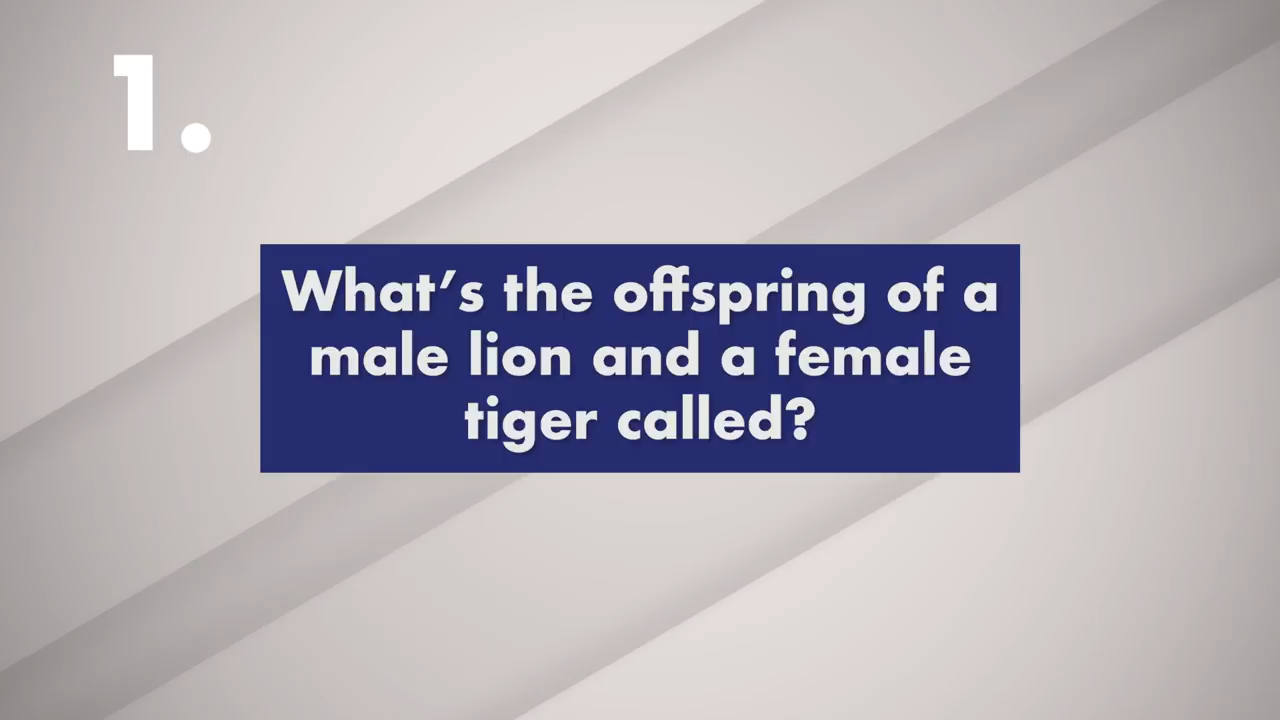 1.
What’s the offspring of a
male lion and a female
tiger called?